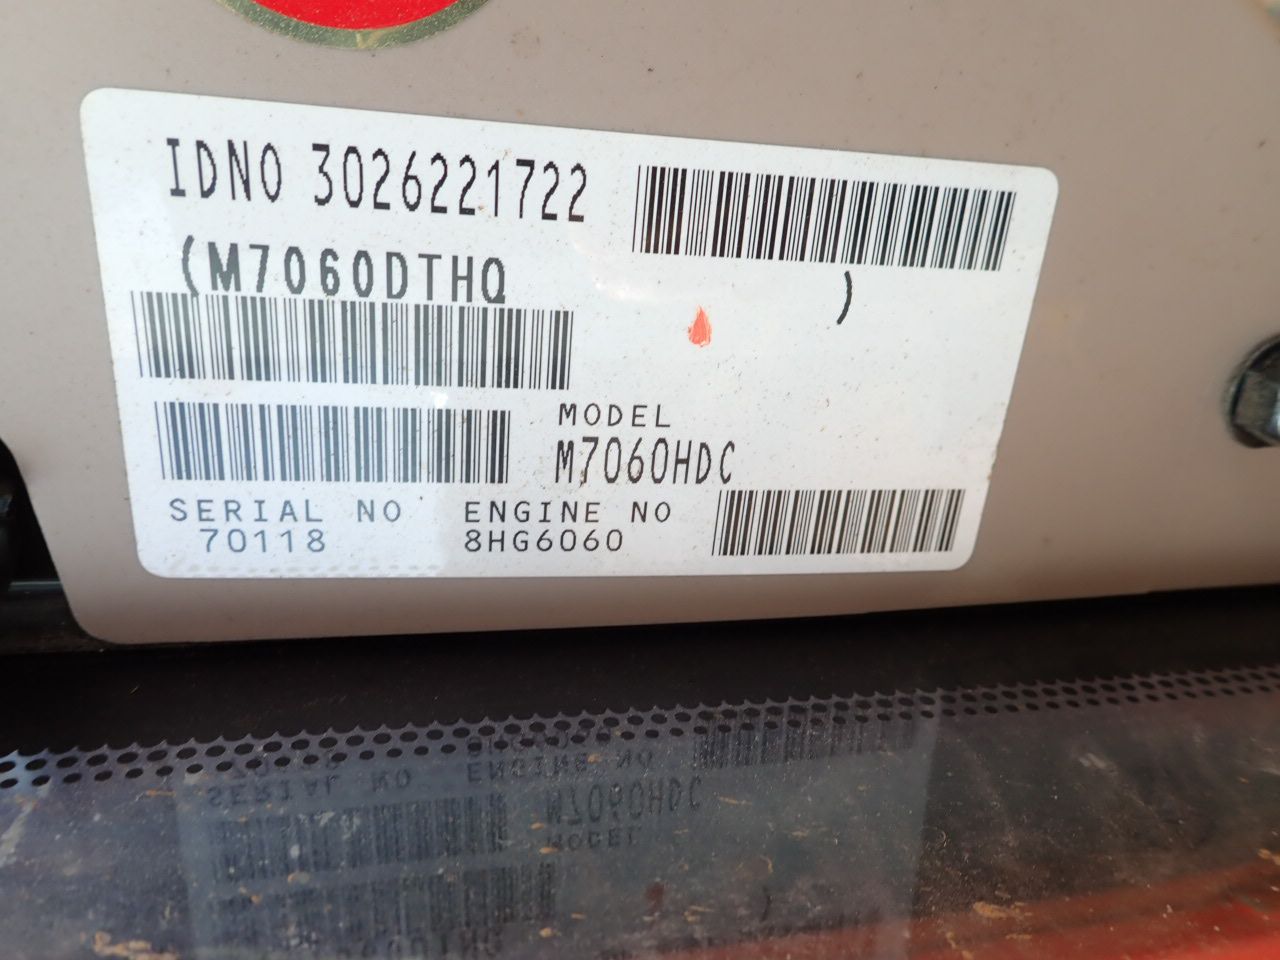 IDNO 3026221722
(M7060DTHQ )
MODEL
M7060HDC
SERIAL NO
70118
ENGINE NO
8HG6060